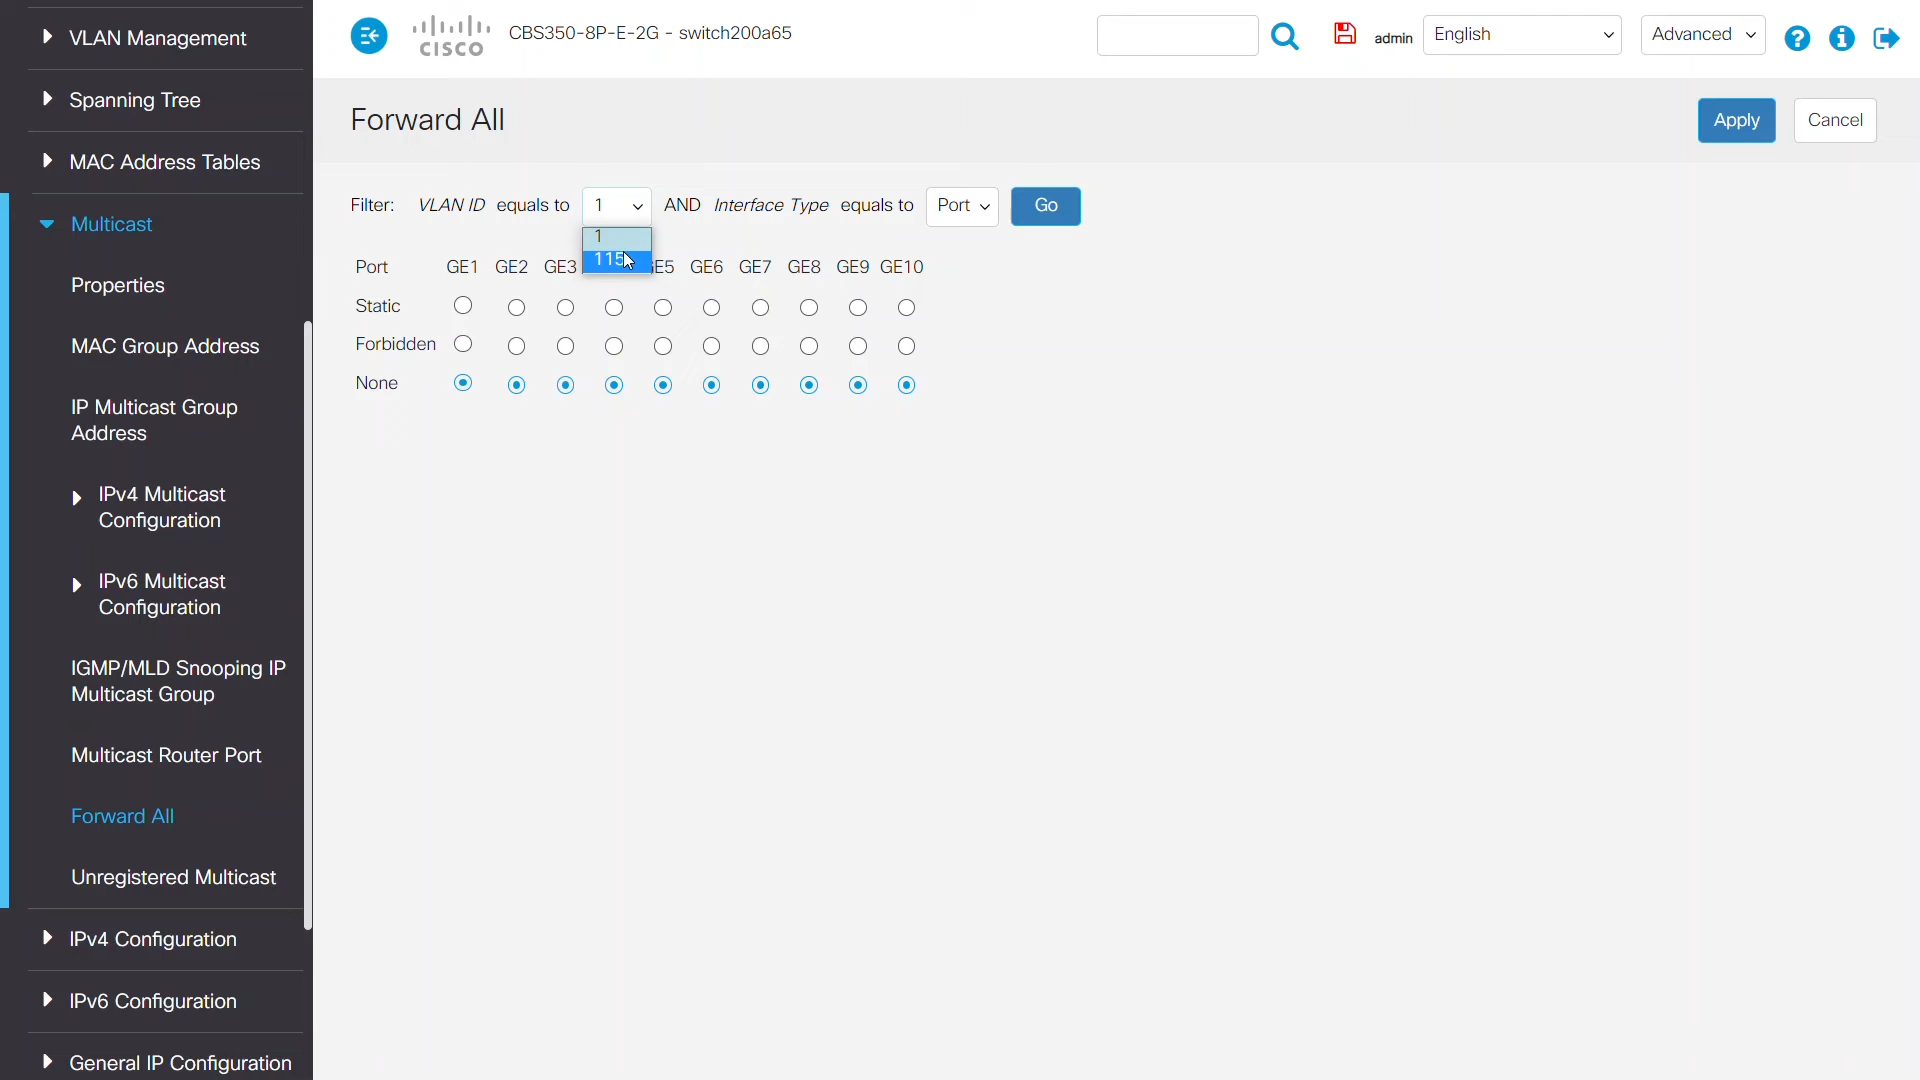 VLAN Management
Spanning Tree
MAC Address Tables
Multicast
Properties
MAC Group Address
IP Multicast Group
Address
IPv4 Multicast
Configuration
IPv6 Multicast
Configuration
IGMP/MLD Snooping IP
Multicast Group
Multicast Router Port
Forward All
Unregistered Multicast
IPv4 Configuration
IPv6 Configuration
General IP Configuration
CISCO
CBS350-8P-E-2G - switch200a65
admin
English
Advanced
Forward All
Apply
Cancel
Filter: VLAN ID equals to 1 AND Interface Type equals to Port Go
1
115
Port GE1 GE2 GE3 GE5 GE6 GE7 GE8 GE9 GE10
Static
Forbidden
None